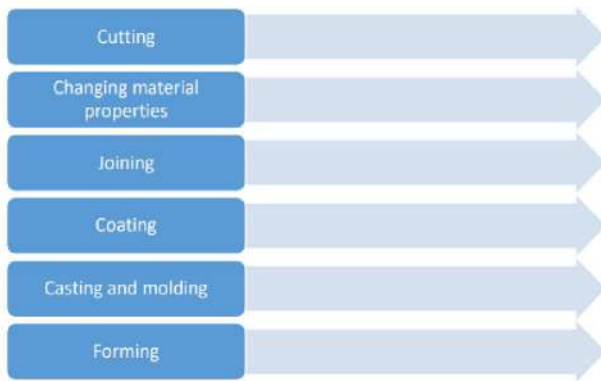 Cutting
Changing material
properties
Joining
Coating
Casting and molding
Forming